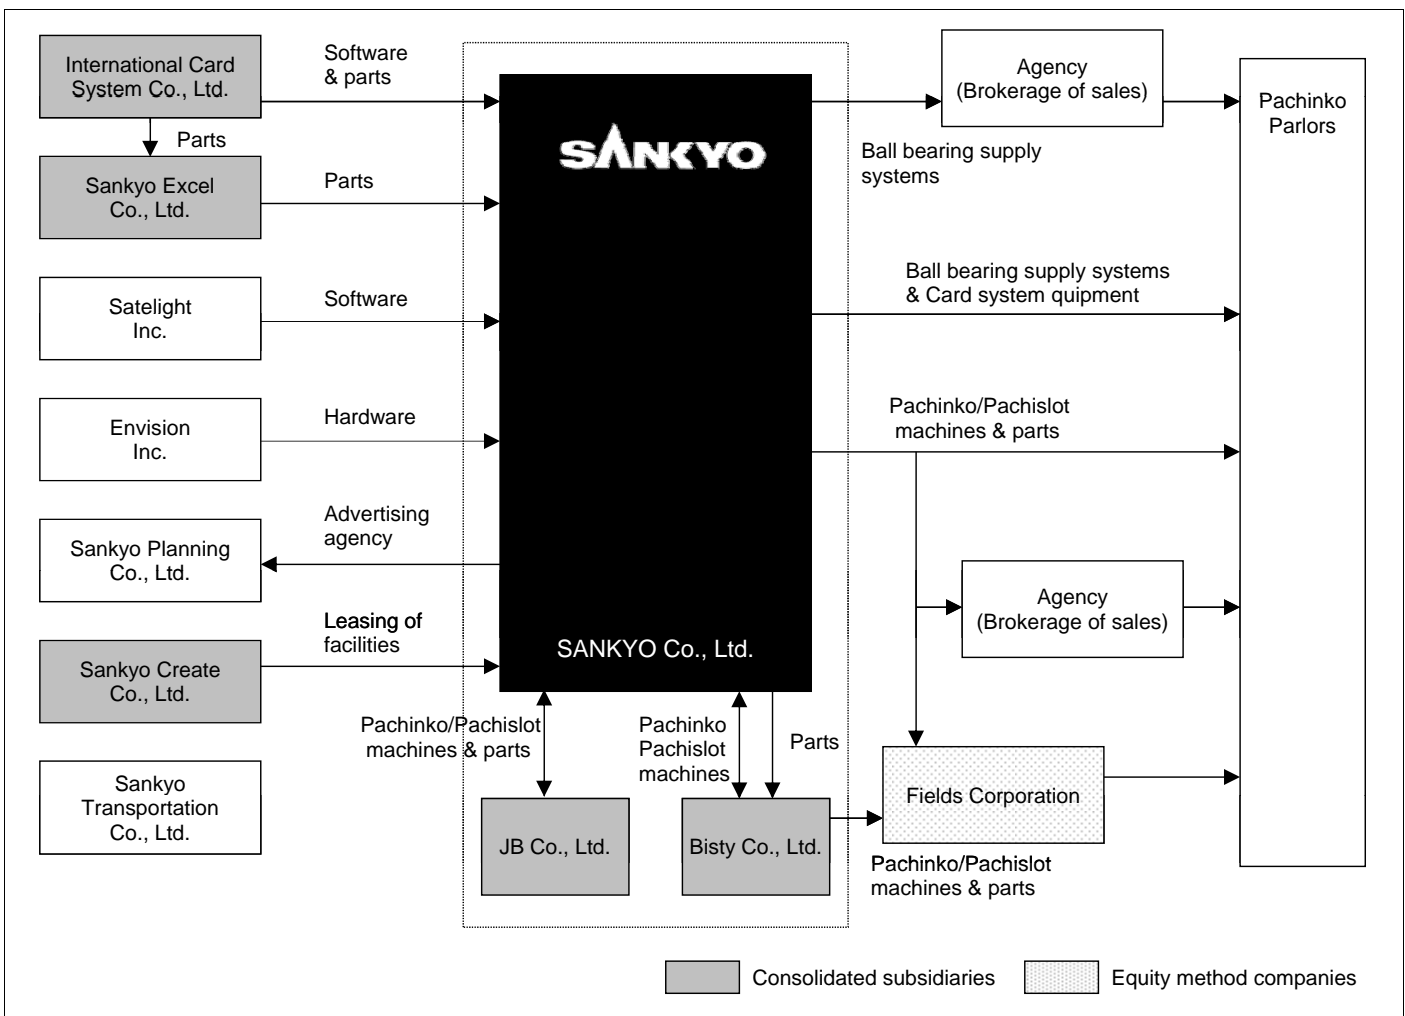 International Card
System Co., Ltd.
Software
& parts
Parts
Sankyo Excel
Co., Ltd.
Parts
Satelight
Inc.
Software
Envision
Inc.
Hardware
Sankyo Planning
Co., Ltd.
Advertising
agency
Sankyo Create
Co., Ltd.
Leasing of
facilities
Sankyo
Transportation
Co., Ltd.
SANKYO
SANKYO Co., Ltd.
Pachinko/Pachislot
machines & parts
Pachinko
Pachislot
machines
Parts
JB Co., Ltd.
Bisty Co., Ltd.
Agency
(Brokerage of sales)
Ball bearing supply
systems
Ball bearing supply systems
& Card system quipment
Pachinko/Pachislot
machines & parts
Agency
(Brokerage of sales)
Fields Corporation
Pachinko/Pachislot
machines & parts
Pachinko
Parlors
Consolidated subsidiaries
Equity method companies